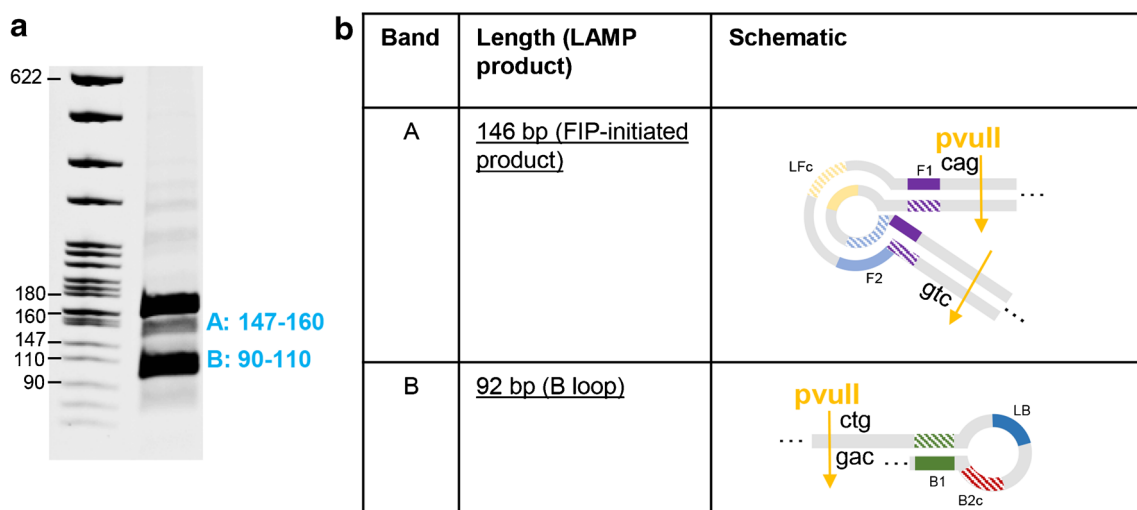 a
622
180
160
147
110
90
A: 147-160
B: 90-110
b
Band
Length (LAMP
product)
Schematic
A
146 bp (FIP-initiated
product)
pvuII
cag
F1
LFc
...
F2
gtc
...
B
92 bp (B loop)
pvuII
ctg
LB
...
gac
...
B1
B2c